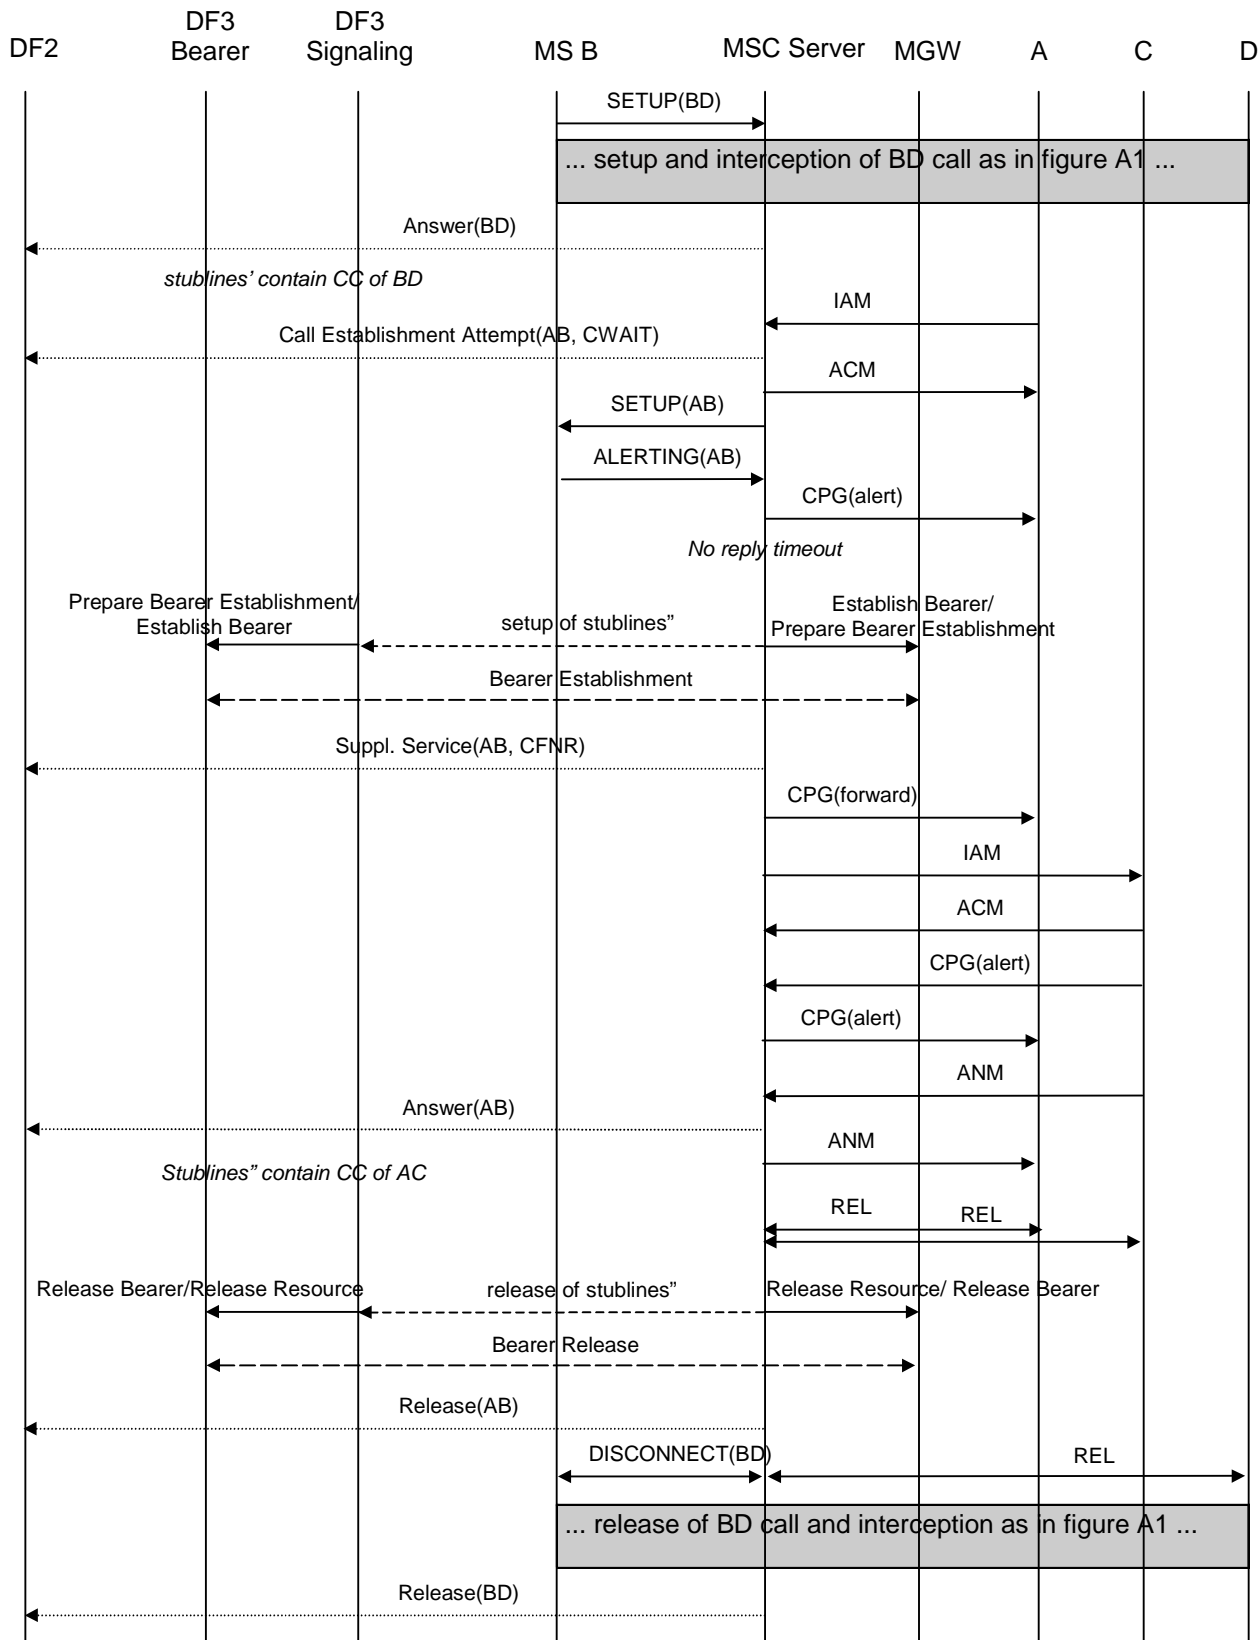 DF2
DF3
Bearer
DF3
Signaling
MS B
MSC Server
MGW
A
C
D
SETUP(BD)
... setup and interception of BD call as in figure A1 ...
Answer(BD)
stublines’ contain CC of BD
IAM
Call Establishment Attempt(AB, CWAIT)
ACM
SETUP(AB)
ALERTING(AB)
CPG(alert)
No reply timeout
Prepare Bearer Establishment/
Establish Bearer
setup of stublines”
Establish Bearer/
Prepare Bearer Establishment
Bearer Establishment
Suppl. Service(AB, CFNR)
CPG(forward)
IAM
ACM
CPG(alert)
CPG(alert)
ANM
Answer(AB)
ANM
Stublines” contain CC of AC
REL
REL
Release Bearer/Release Resource
release of stublines”
Release Resource/ Release Bearer
Bearer Release
Release(AB)
DISCONNECT(BD)
REL
... release of BD call and interception as in figure A1 ...
Release(BD)